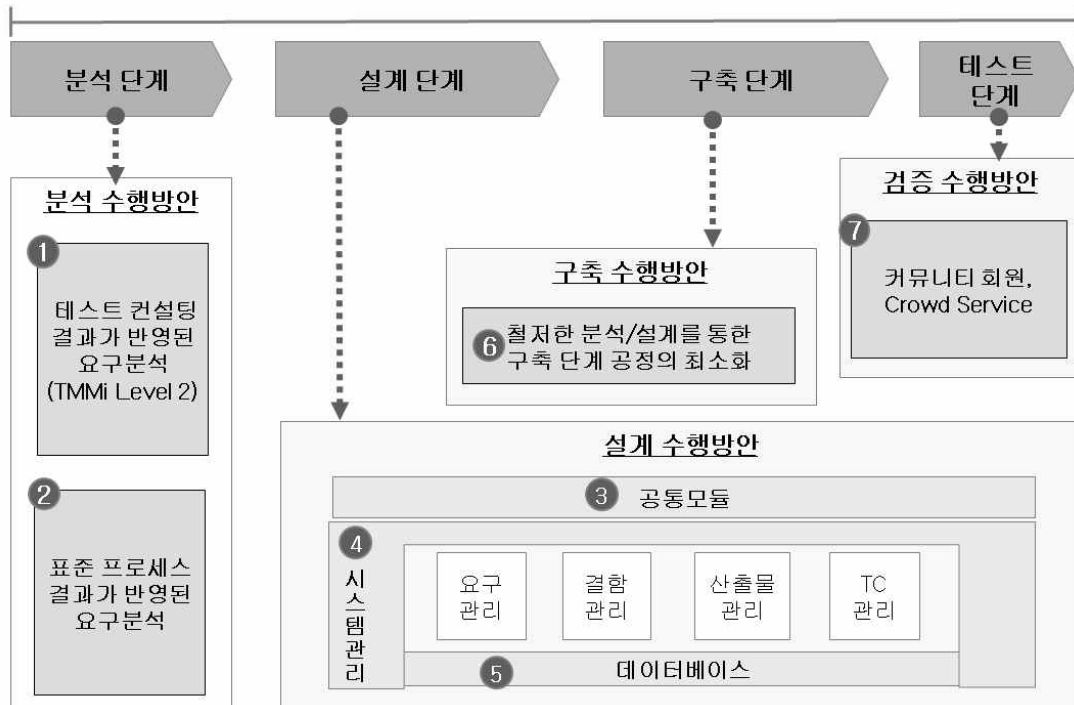 분석 단계
설계 단계
구축 단계
테스트
단계
분석 수행방안
1
테스트 컨설팅
결과가 반영된
요구분석
(TMMi Level 2)
2
표준 프로세스
결과가 반영된
요구분석
구축 수행방안
6
철저한 분석/설계를 통한
구축 단계 공정의 최소화
검증 수행방안
7
커뮤니티 회원,
Crowd Service
설계 수행방안
3 공통모듈
4
시스템관리
요구
관리
결함
관리
산출물
관리
TC
관리
5 데이터베이스